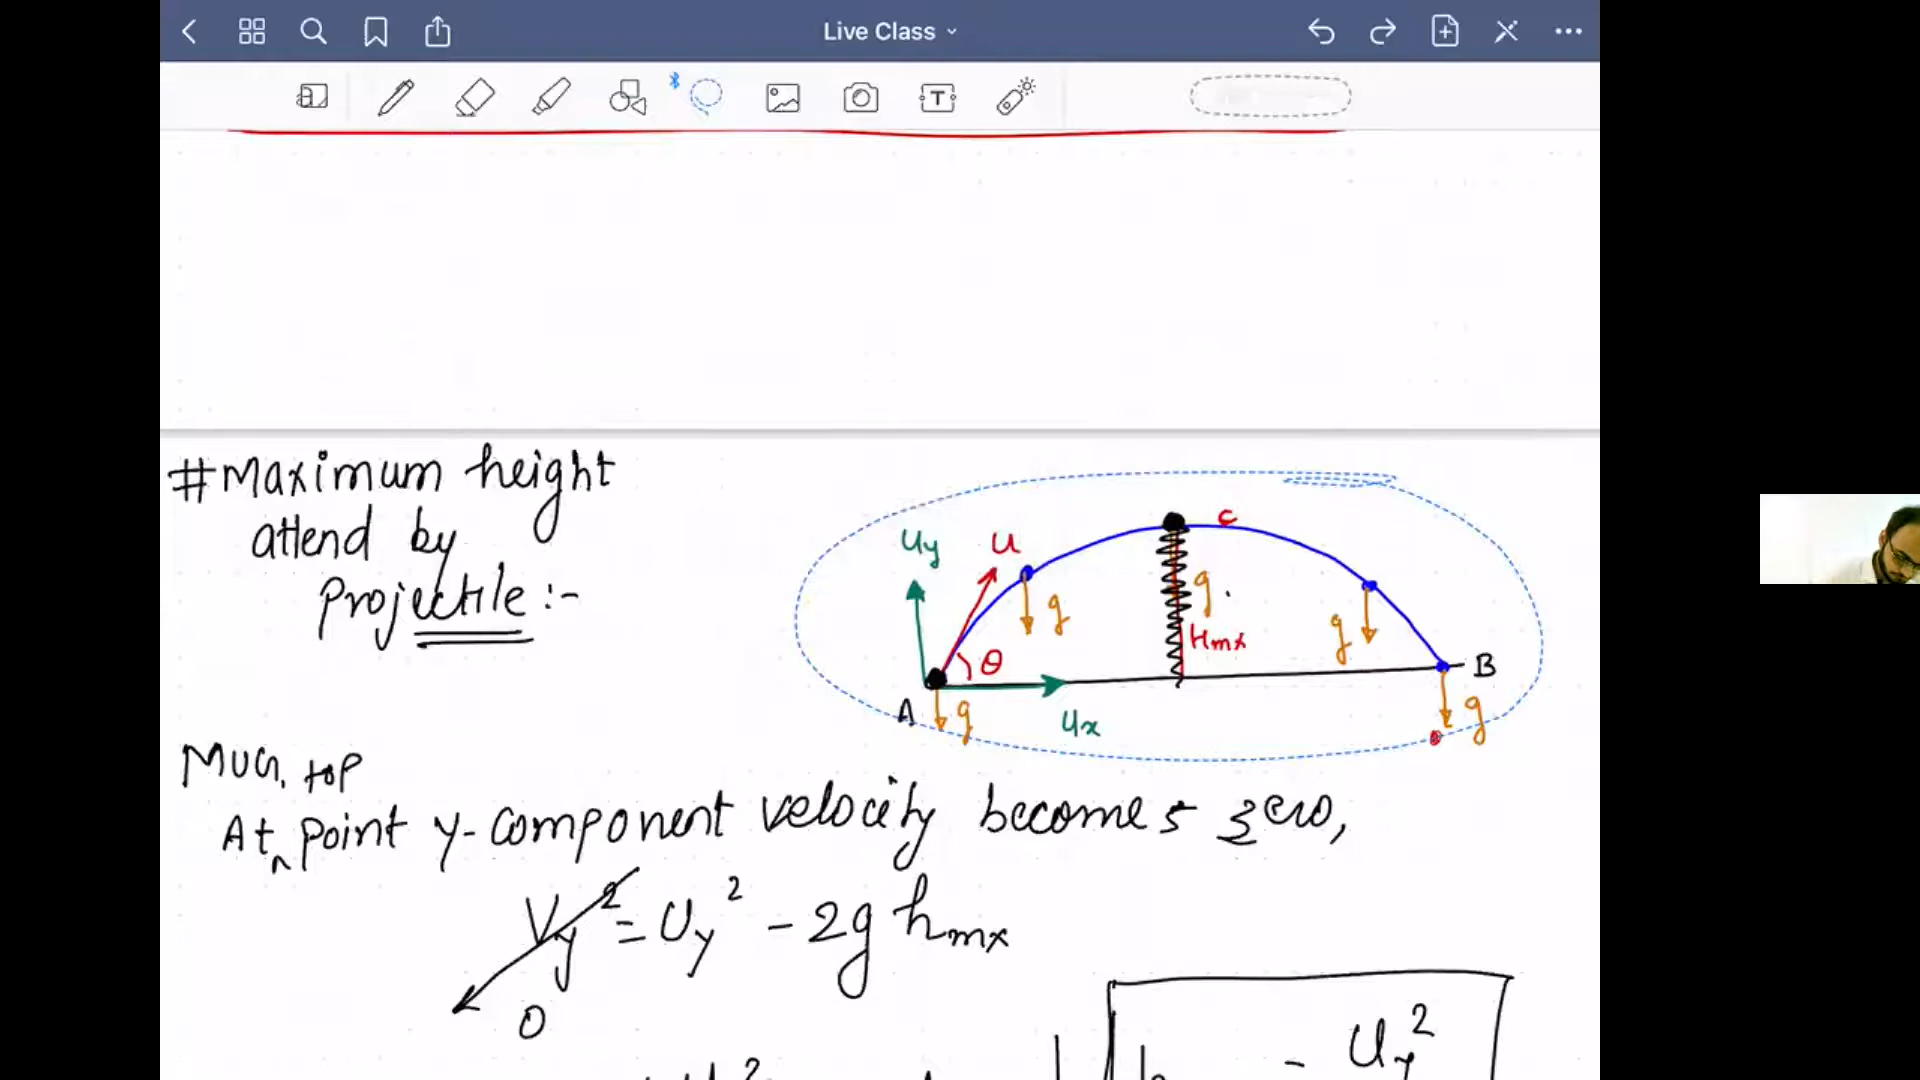 Live Class
#Maximum height
attend by
Projectile :-
Uy
U
C
g
g
g
Hmx
θ
B
A
g
Ux
g
top
At ^ point y-component velocity becomes zero,
Vy² = Uy² - 2g hmx
0
Uy²